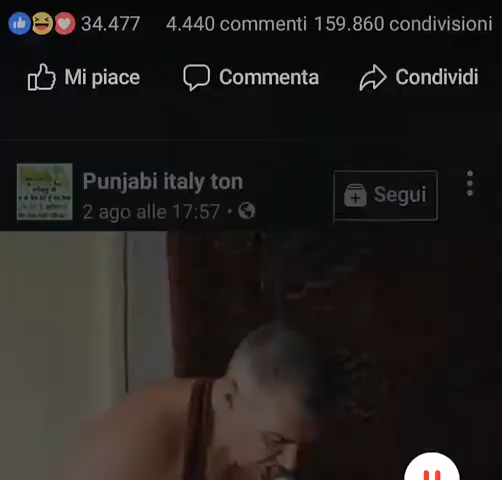 34.477 4.440 commenti 159.860 condivisioni
Mi piace Commenta Condividi
Punjabi italy ton
Segui
2 ago alle 17:57 •